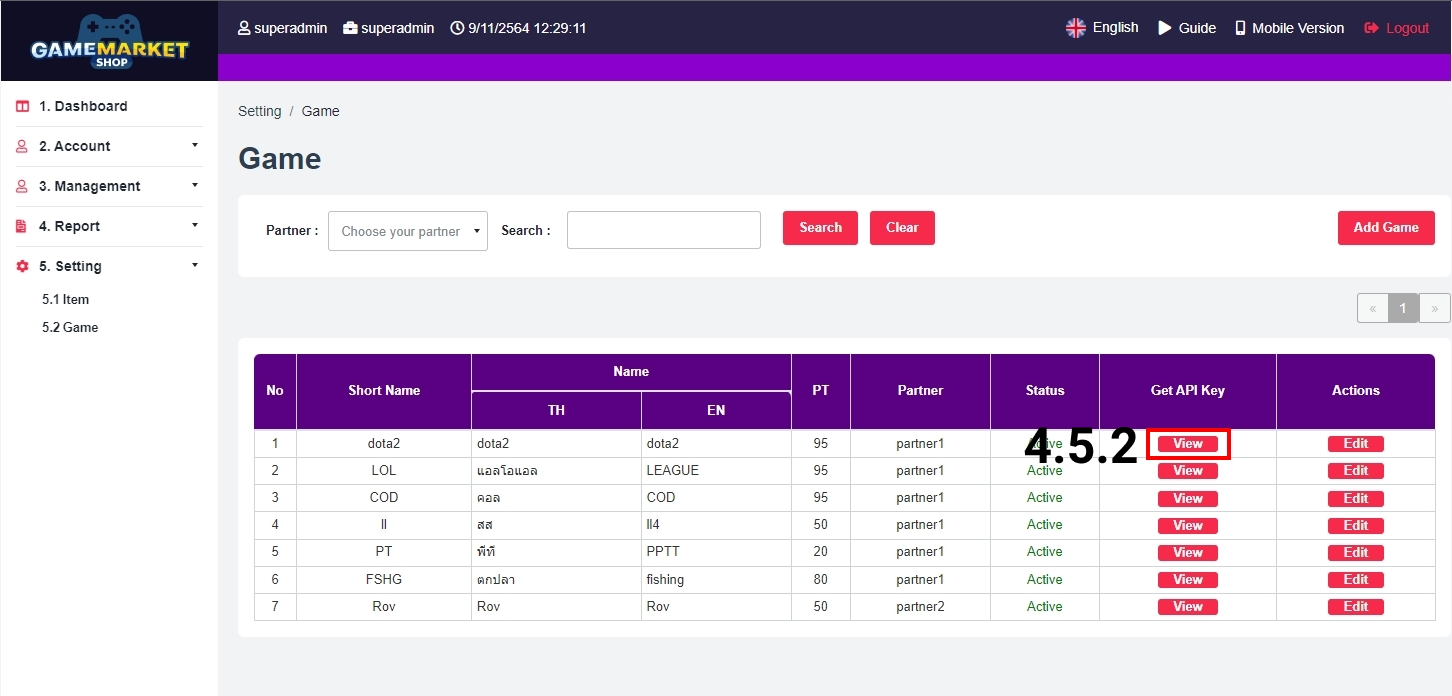 GAMEMARKET
SHOP
superadmin superadmin 9/11/2564 12:29:11 English Guide Mobile Version Logout
1. Dashboard
2. Account
3. Management
4. Report
5. Setting
5.1 Item
5.2 Game
Setting / Game
Game
Partner : Choose your partner Search : Search Clear Add Game
« 1 »
No Short Name Name PT Partner Status Get API Key Actions
TH EN
1 dota2 dota2 dota2 95 partner1 Active View Edit
4.5.2
2 LOL แอลโอแอล LEAGUE 95 partner1 Active View Edit
3 COD คอล COD 95 partner1 Active View Edit
4 ll สส ll4 50 partner1 Active View Edit
5 PT พีที PPTT 20 partner1 Active View Edit
6 FSHG ตกปลา fishing 80 partner1 Active View Edit
7 Rov Rov Rov 50 partner2 Active View Edit